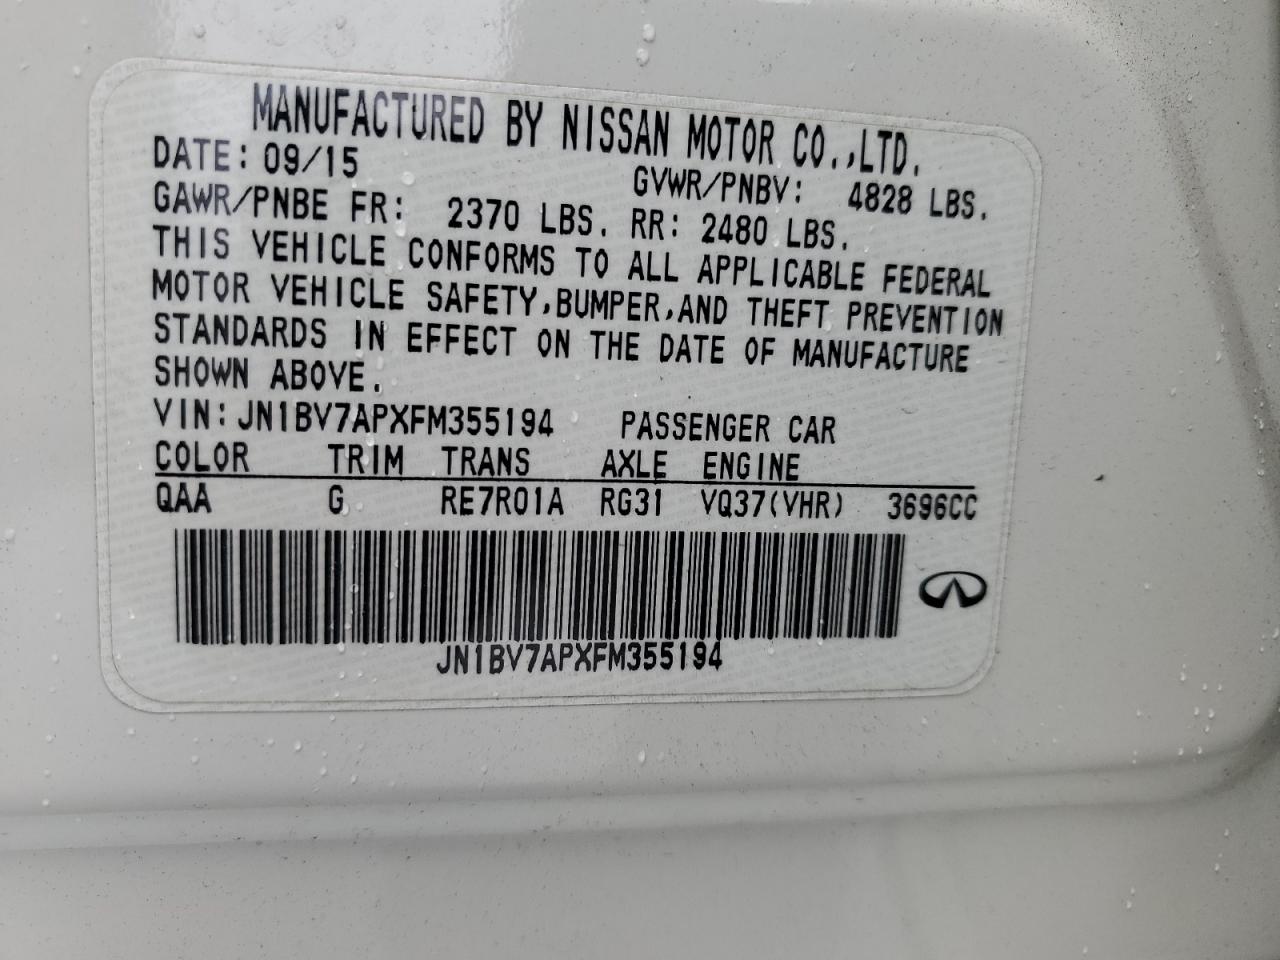 MANUFACTURED BY NISSAN MOTOR CO.,LTD.
DATE: 09/15 GVWR/PNBV: 4828 LBS.
GAWR/PNBE FR: 2370 LBS. RR: 2480 LBS.
THIS VEHICLE CONFORMS TO ALL APPLICABLE FEDERAL
MOTOR VEHICLE SAFETY,BUMPER,AND THEFT PREVENTION
STANDARDS IN EFFECT ON THE DATE OF MANUFACTURE
SHOWN ABOVE.
VIN:JN1BV7APXFM355194 PASSENGER CAR
COLOR TRIM TRANS AXLE ENGINE
QAA G RE7R01A RG31 VQ37(VHR) 3696CC
JN1BV7APXFM355194